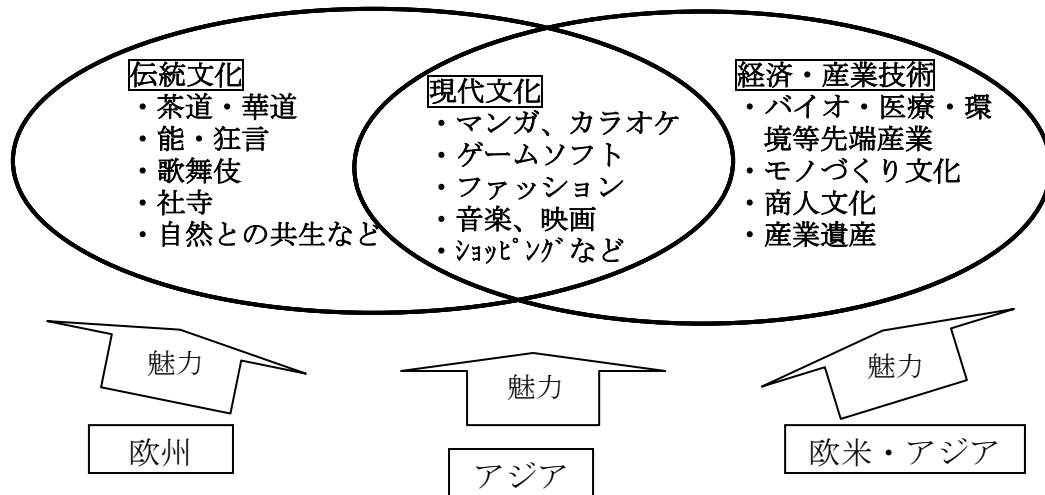 伝統文化
・茶道・華道
・能・狂言
・歌舞伎
・社寺
・自然との共生など
現代文化
・マンガ、カラオケ
・ゲームソフト
・ファッション
・音楽、映画
・ｼｮｯﾋﾟﾝｸﾞなど
経済・産業技術
・バイオ・医療・環
境等先端産業
・モノづくり文化
・商人文化
・産業遺産
魅力
魅力
魅力
欧州
アジア
欧米・アジア